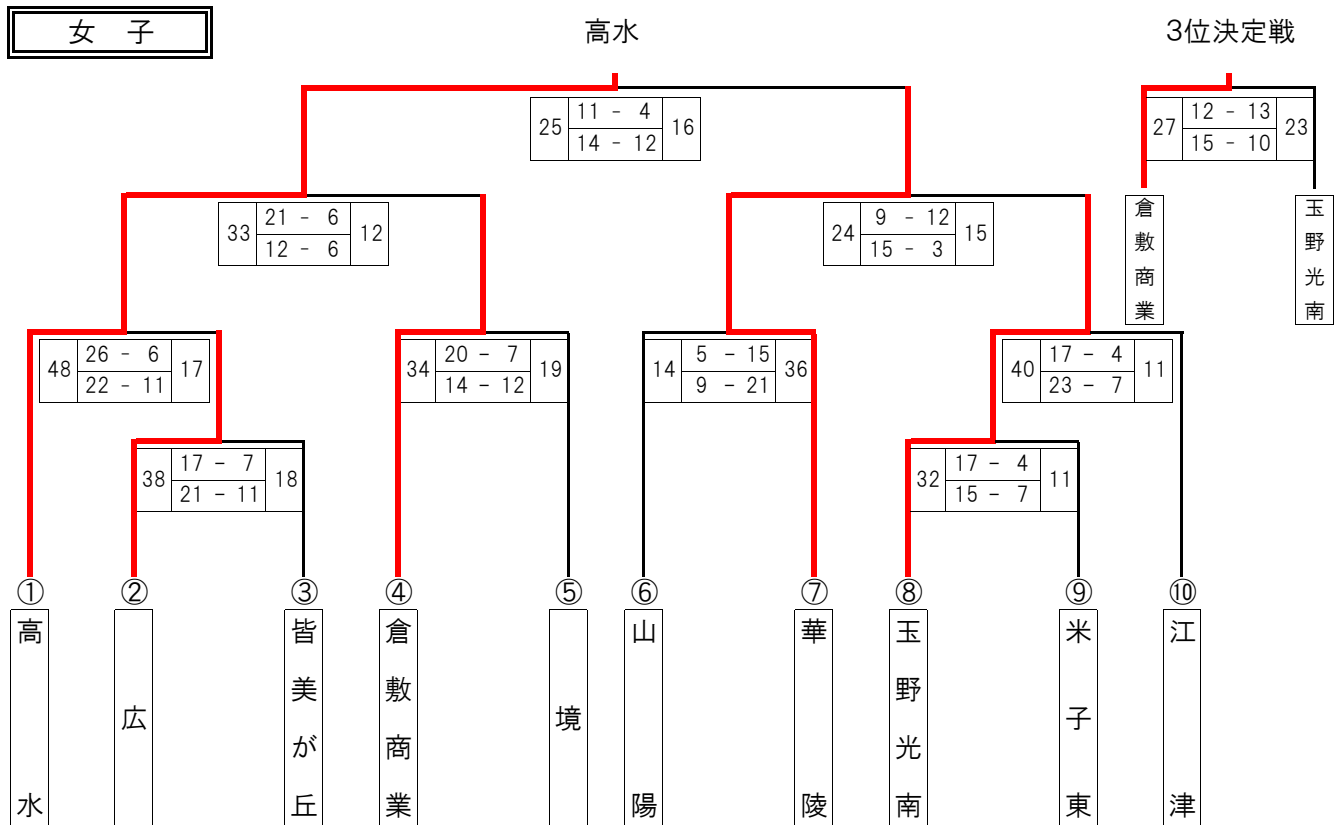 女 子
高水
3位決定戦
25 11 - 4 16
14 - 12
27 12 - 13 23
15 - 10
倉敷商業
玉野光南
33 21 - 6 12
12 - 6
24 9 - 12 15
15 - 3
48 26 - 6 17
22 - 11
34 20 - 7 19
14 - 12
14 5 - 15 36
9 - 21
40 17 - 4 11
23 - 7
38 17 - 7 18
21 - 11
32 17 - 4 11
15 - 7
① ② ③ ④ ⑤ ⑥ ⑦ ⑧ ⑨ ⑩
高水
広
皆美が丘
倉敷商業
境
山陽
華陵
玉野光南
米子東
江津